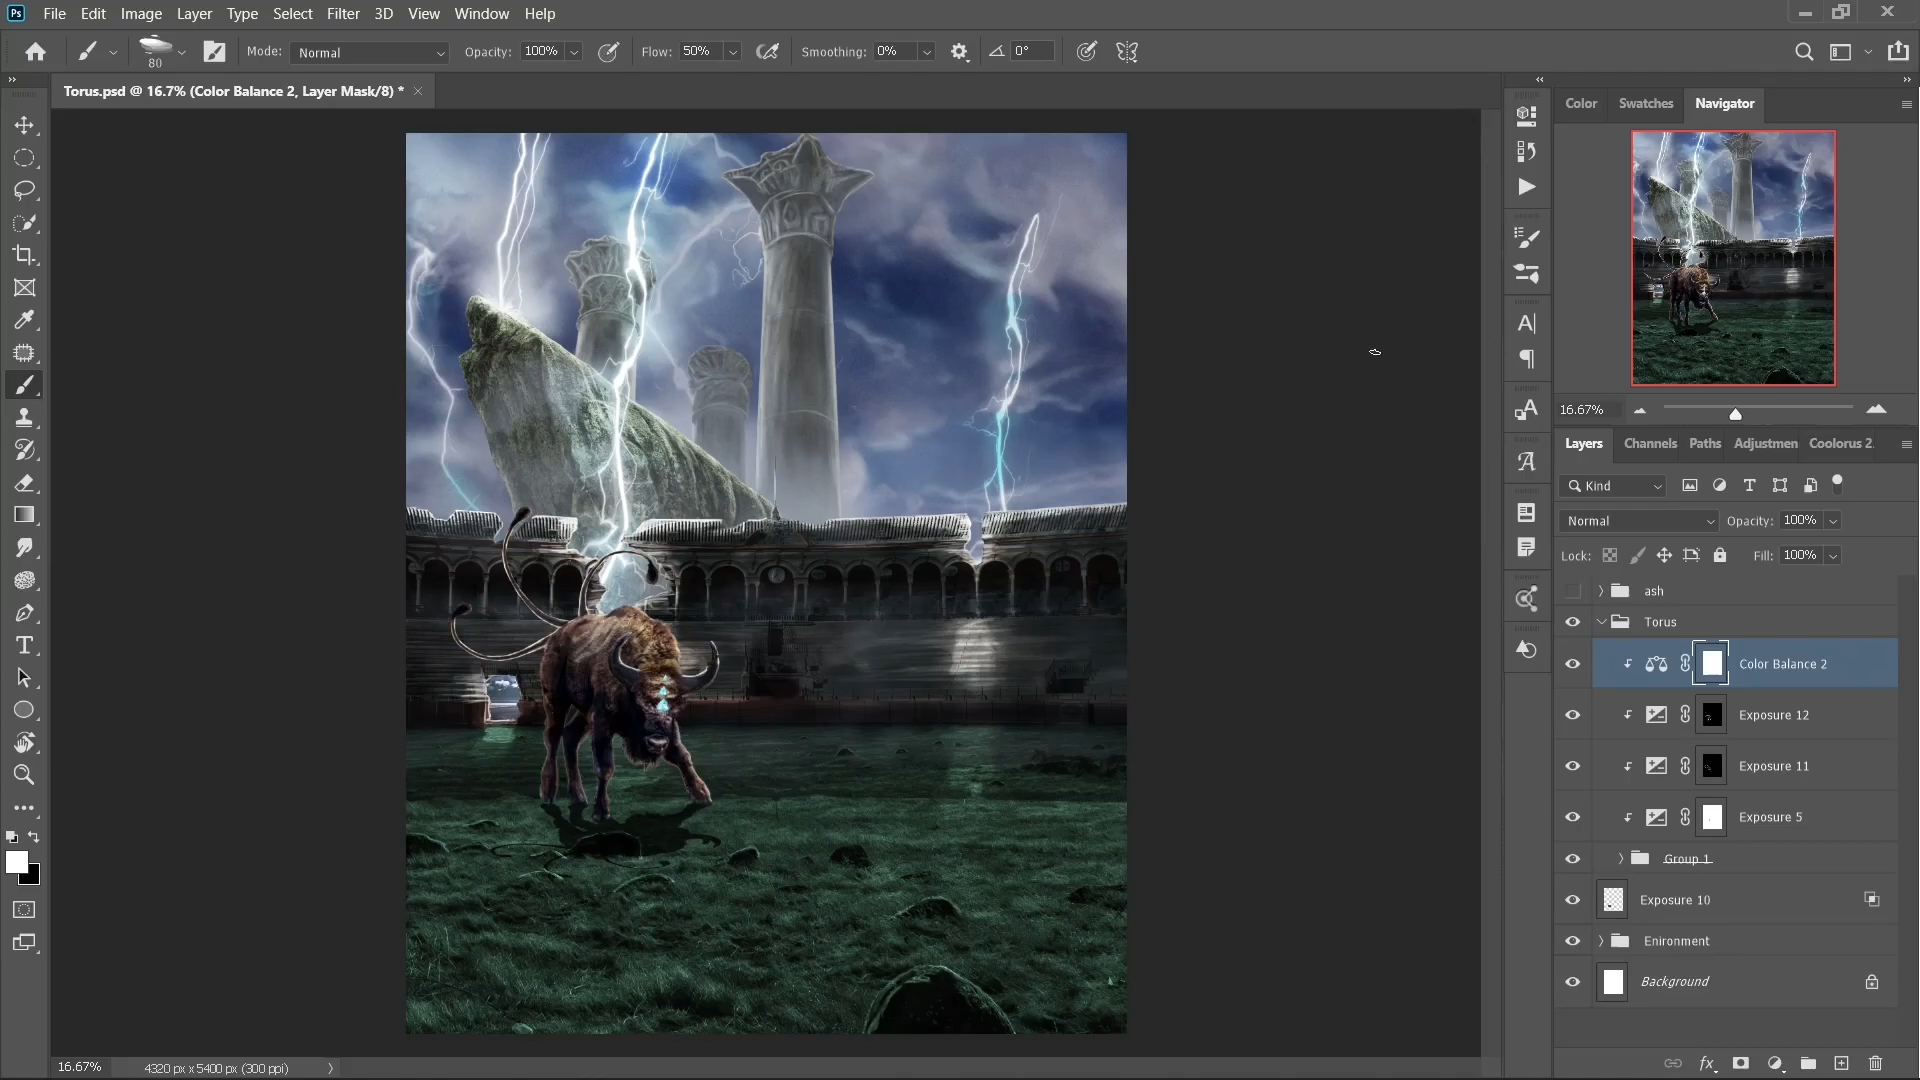 Ps File Edit Image Layer Type Select Filter 3D View Window Help
80 Mode: Normal Opacity: 100% Flow: 50% Smoothing: 0% 0°
Torus.psd @ 16.7% (Color Balance 2, Layer Mask/8) *
Color Swatches Navigator
16.67%
Layers Channels Paths Adjustmen Coolorus 2
Kind
Normal Opacity: 100%
Lock: Fill: 100%
ash
Torus
Color Balance 2
Exposure 12
Exposure 11
Exposure 5
Group 1
Exposure 10
Enironment
Background
16.67% 4320 px x 5400 px (300 ppi)